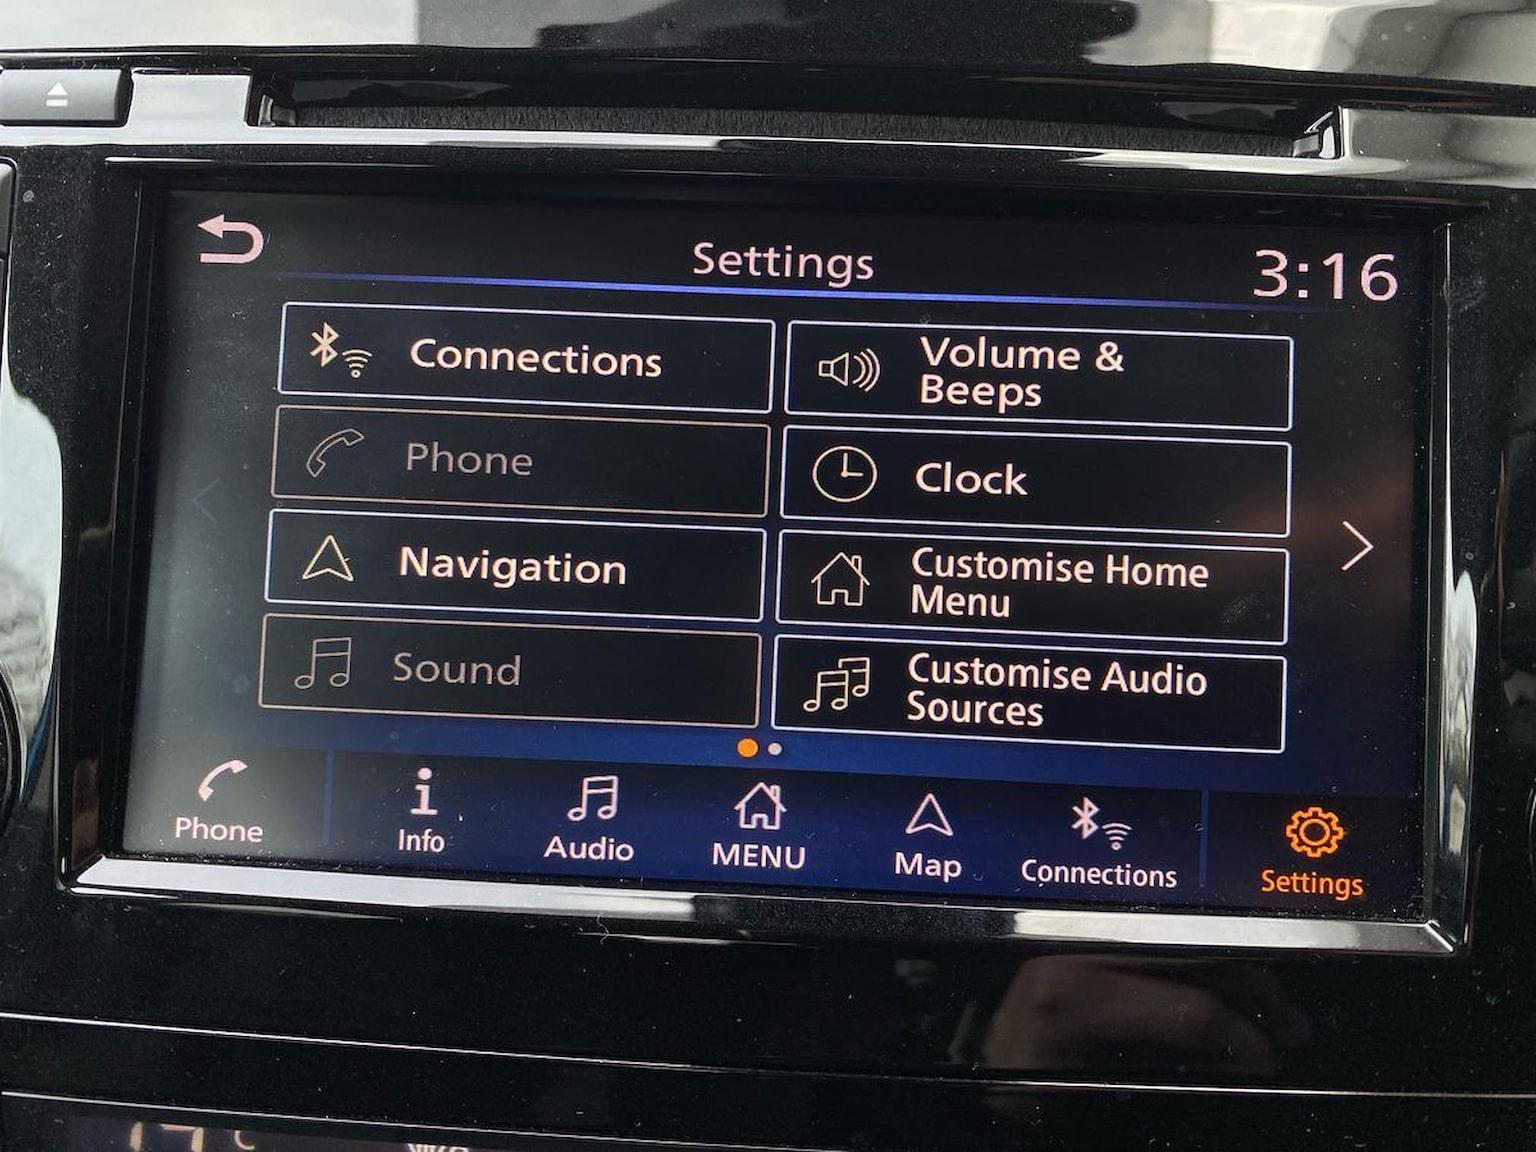 Settings
3:16
Connections
Volume &
Beeps
Phone
Clock
Navigation
Customise Home
Menu
Sound
Customise Audio
Sources
Phone
Info
Audio
MENU
Map
Connections
Settings